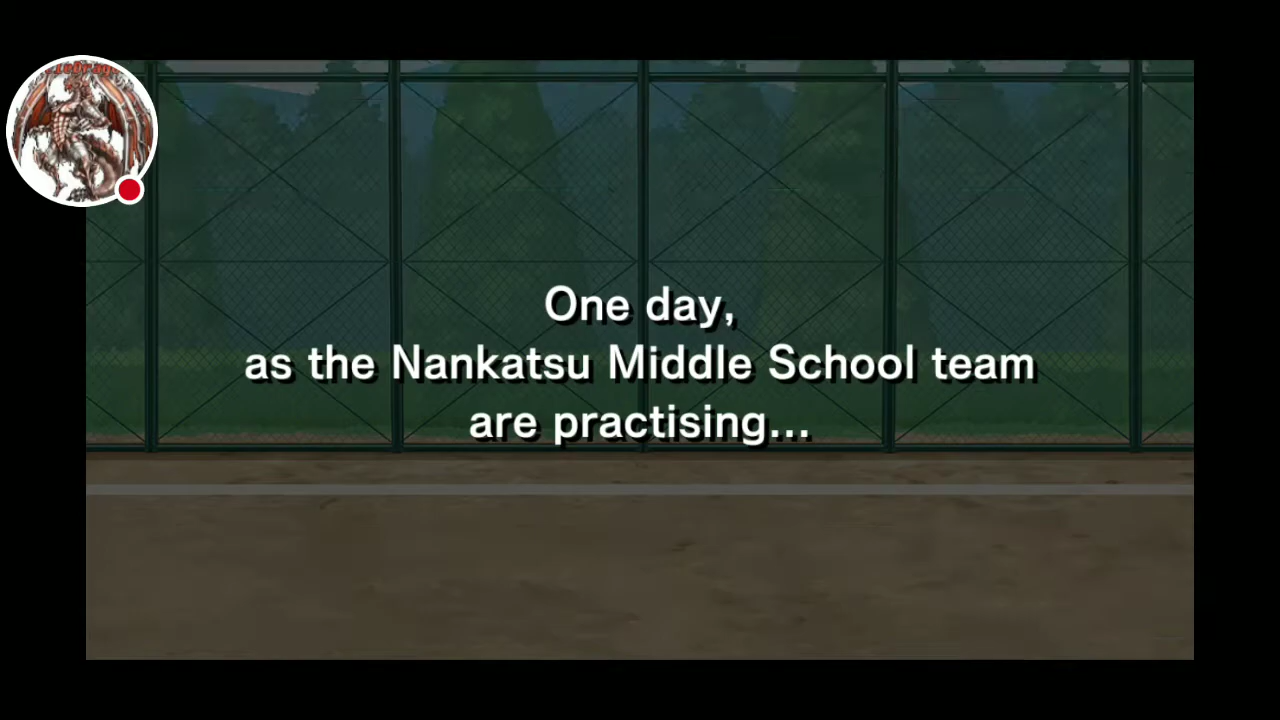 One day,
as the Nankatsu Middle School team
are practising...